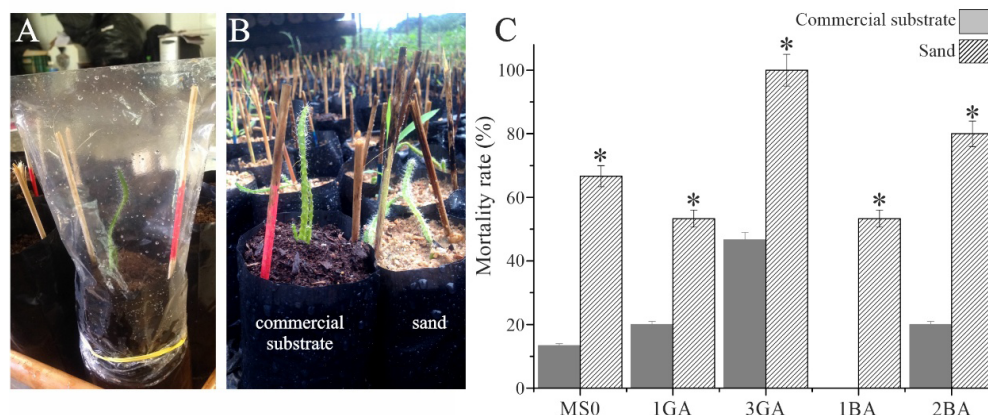 A
B
commercial
substrate
sand
C
Commercial substrate
Sand
Mortality rate (%)
100
80
60
40
20
0
*
*
*
*
*
MS0
1GA
3GA
1BA
2BA